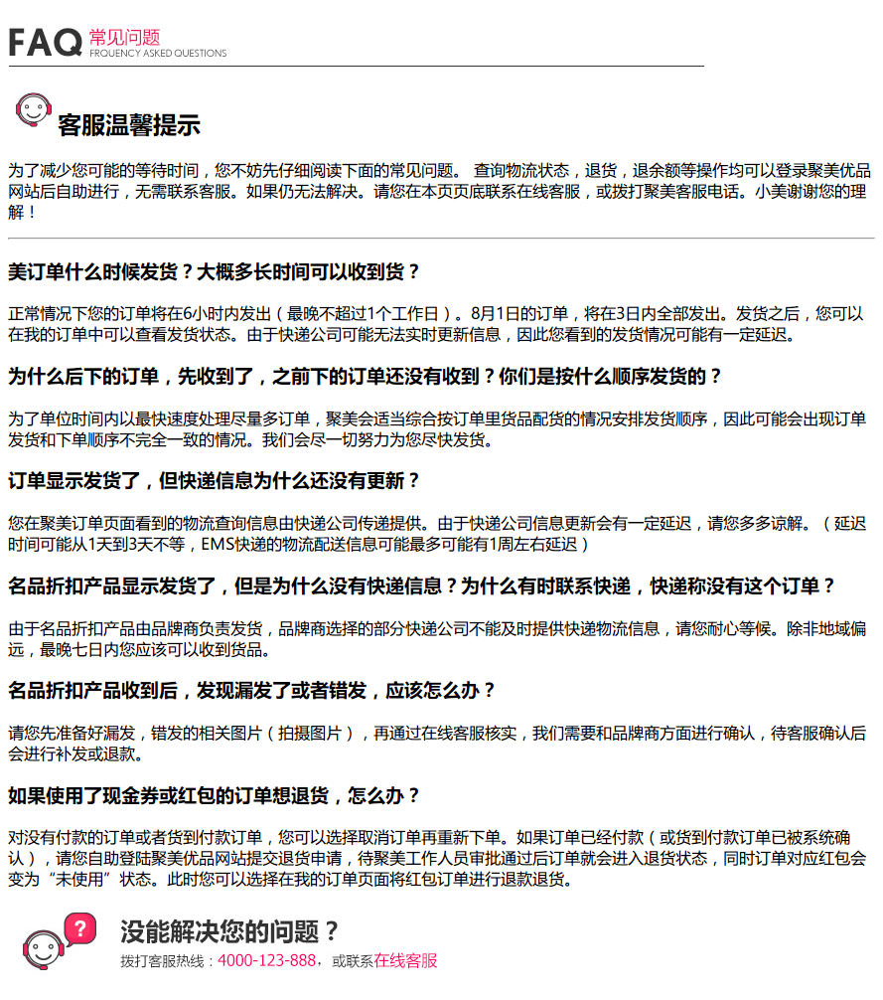 FAQ 常见问题
FRQUENCY ASKED QUESTIONS
客服温馨提示
为了减少您可能的等待时间，您不妨先仔细阅读下面的常见问题。 查询物流状态，退货，退余额等操作均可以登录聚美优品
网站后自助进行，无需联系客服。如果仍无法解决。请您在本页页底联系在线客服，或拨打聚美客服电话。小美谢谢您的理
解！
美订单什么时候发货？大概多长时间可以收到货？
正常情况下您的订单将在6小时内发出（最晚不超过1个工作日）。8月1日的订单，将在3日内全部发出。发货之后，您可以
在我的订单中可以查看发货状态。由于快递公司可能无法实时更新信息，因此您看到的发货情况可能有一定延迟。
为什么后下的订单，先收到了，之前下的订单还没有收到？你们是按什么顺序发货的？
为了单位时间内以最快速度处理尽量多订单，聚美会适当综合按订单里货品配货的情况安排发货顺序，因此可能会出现订单
发货和下单顺序不完全一致的情况。我们会尽一切努力为您尽快发货。
订单显示发货了，但快递信息为什么还没有更新？
您在聚美订单页面看到的物流查询信息由快递公司传递提供。由于快递公司信息更新会有一定延迟，请您多多谅解。（延迟
时间可能从1天到3天不等，EMS快递的物流配送信息可能最多可能有1周左右延迟）
名品折扣产品显示发货了，但是为什么没有快递信息？为什么有时联系快递，快递称没有这个订单？
由于名品折扣产品由品牌商负责发货，品牌商选择的部分快递公司不能及时提供快递物流信息，请您耐心等候。除非地域偏
远，最晚七日内您应该可以收到货品。
名品折扣产品收到后，发现漏发了或者错发，应该怎么办？
请您先准备好漏发，错发的相关图片（拍摄图片），再通过在线客服核实，我们需要和品牌商方面进行确认，待客服确认后
会进行补发或退款。
如果使用了现金券或红包的订单想退货，怎么办？
对没有付款的订单或者货到付款订单，您可以选择取消订单再重新下单。如果订单已经付款（或货到付款订单已被系统确
认），请您自助登陆聚美优品网站提交退货申请，待聚美工作人员审批通过后订单就会进入退货状态，同时订单对应红包会
变为“未使用”状态。此时您可以选择在我的订单页面将红包订单进行退款退货。
?
没能解决您的问题？
拨打客服热线：4000-123-888，或联系在线客服